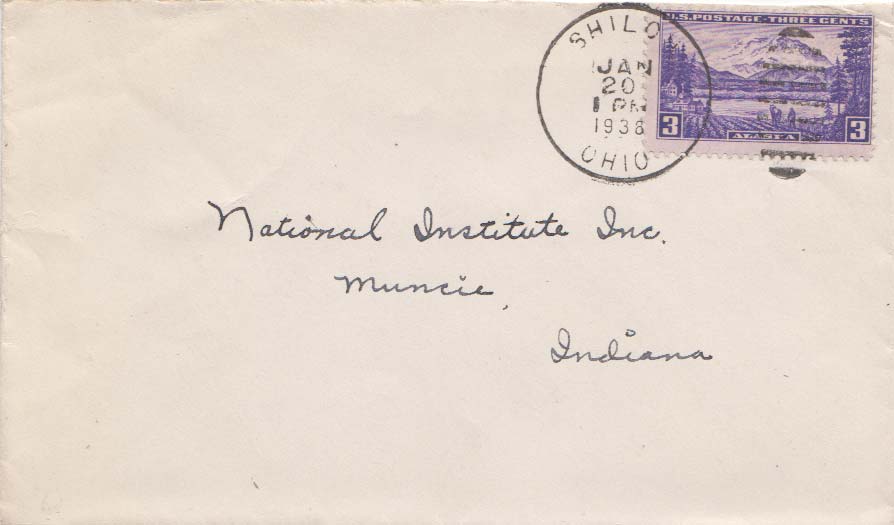 SHILO
JAN
20
1 PM
1938
OHIO
U.S. POSTAGE-THREE CENTS
3 ALASKA 3
National Institute Inc.
Muncie,
Indiana